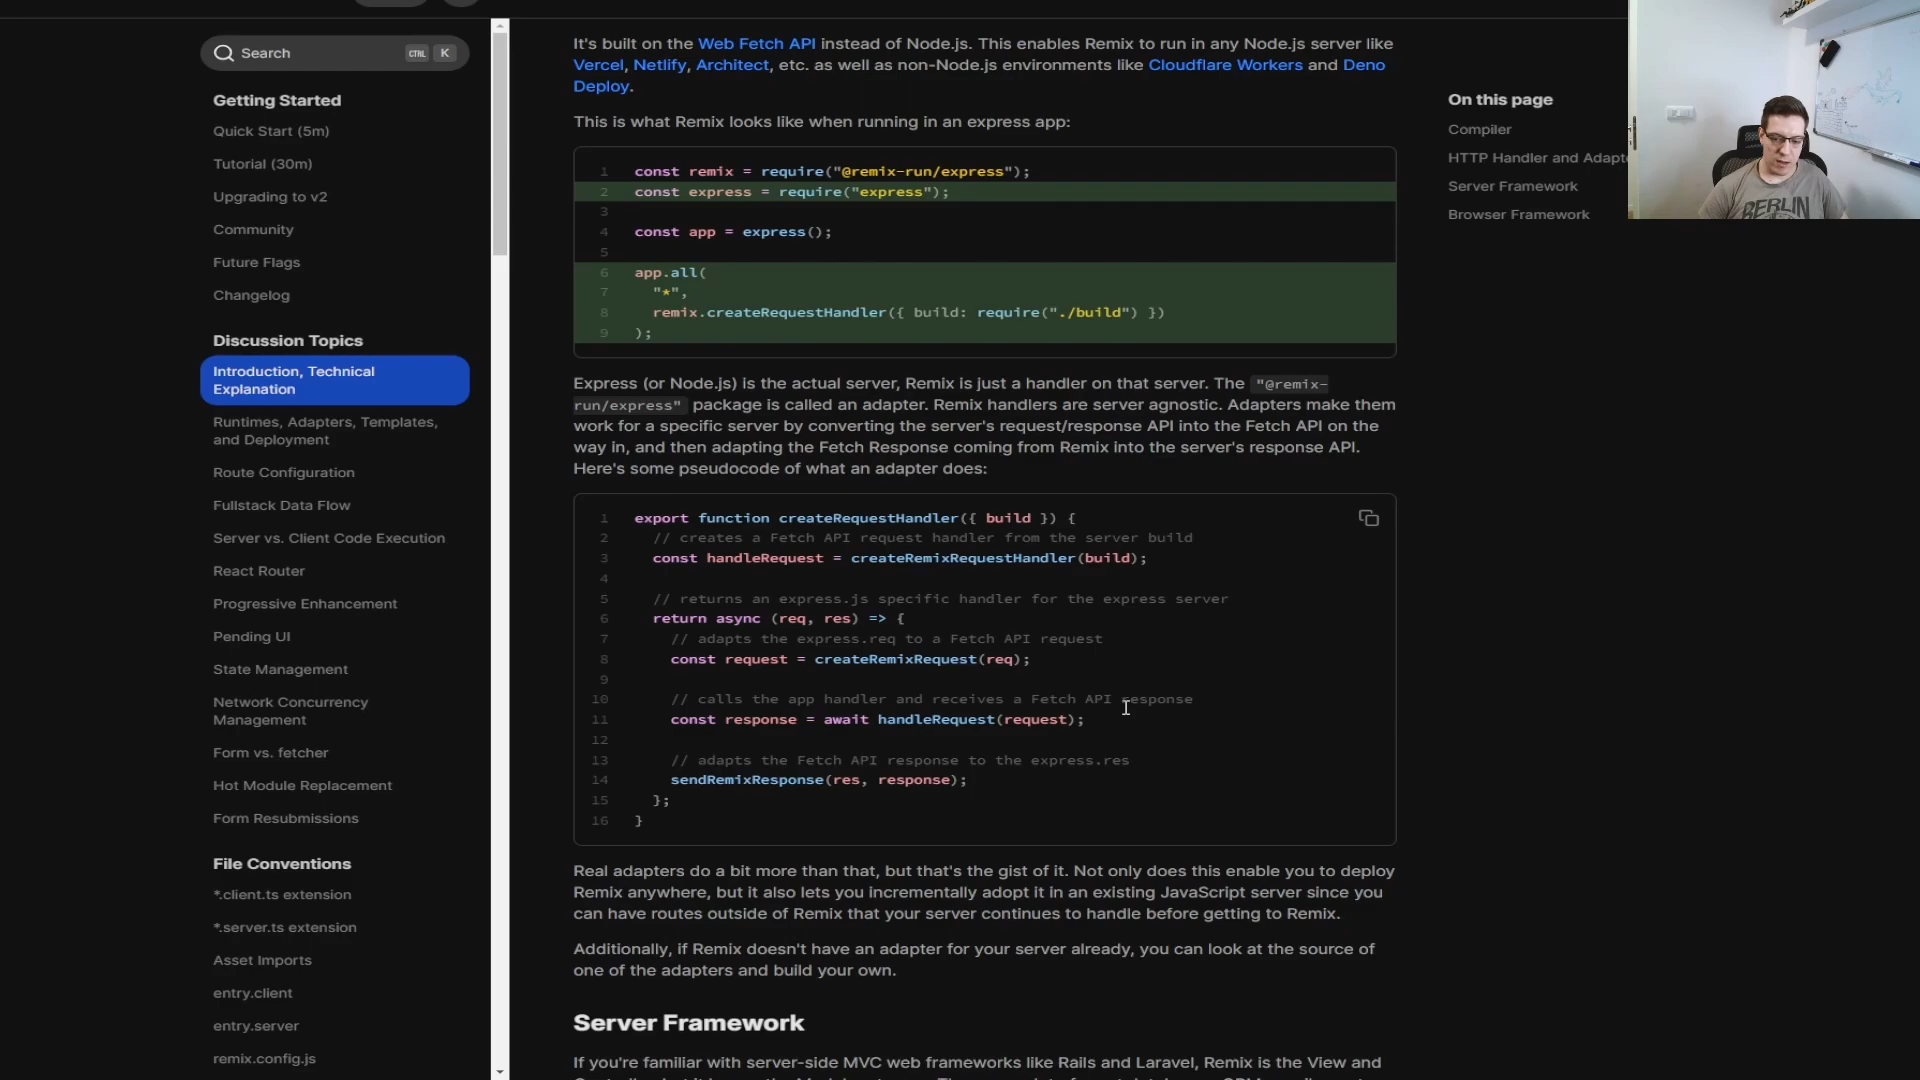 Search
CTRL K
Getting Started
Quick Start (5m)
Tutorial (30m)
Upgrading to v2
Community
Future Flags
Changelog
Discussion Topics
Introduction, Technical
Explanation
Runtimes, Adapters, Templates,
and Deployment
Route Configuration
Fullstack Data Flow
Server vs. Client Code Execution
React Router
Progressive Enhancement
Pending UI
State Management
Network Concurrency
Management
Form vs. fetcher
Hot Module Replacement
Form Resubmissions
File Conventions
*.client.ts extension
*.server.ts extension
Asset Imports
entry.client
entry.server
remix.config.js
It's built on the Web Fetch API instead of Node.js. This enables Remix to run in any Node.js server like
Vercel, Netlify, Architect, etc. as well as non-Node.js environments like Cloudflare Workers and Deno
Deploy.
This is what Remix looks like when running in an express app:
1 const remix = require("@remix-run/express");
2 const express = require("express");
3
4 const app = express();
5
6 app.all(
7 "*",
8 remix.createRequestHandler({ build: require("./build") })
9 );
Express (or Node.js) is the actual server, Remix is just a handler on that server. The "@remix-
run/express" package is called an adapter. Remix handlers are server agnostic. Adapters make them
work for a specific server by converting the server's request/response API into the Fetch API on the
way in, and then adapting the Fetch Response coming from Remix into the server's response API.
Here's some pseudocode of what an adapter does:
1 export function createRequestHandler({ build }) {
2 // creates a Fetch API request handler from the server build
3 const handleRequest = createRemixRequestHandler(build);
4
5 // returns an express.js specific handler for the express server
6 return async (req, res) => {
7 // adapts the express.req to a Fetch API request
8 const request = createRemixRequest(req);
9
10 // calls the app handler and receives a Fetch API response
11 const response = await handleRequest(request);
12
13 // adapts the Fetch API response to the express.res
14 sendRemixResponse(res, response);
15 };
16 }
Real adapters do a bit more than that, but that's the gist of it. Not only does this enable you to deploy
Remix anywhere, but it also lets you incrementally adopt it in an existing JavaScript server since you
can have routes outside of Remix that your server continues to handle before getting to Remix.
Additionally, if Remix doesn't have an adapter for your server already, you can look at the source of
one of the adapters and build your own.
Server Framework
If you're familiar with server-side MVC web frameworks like Rails and Laravel, Remix is the View and
On this page
Compiler
HTTP Handler and Adapt
Server Framework
Browser Framework
BERLIN